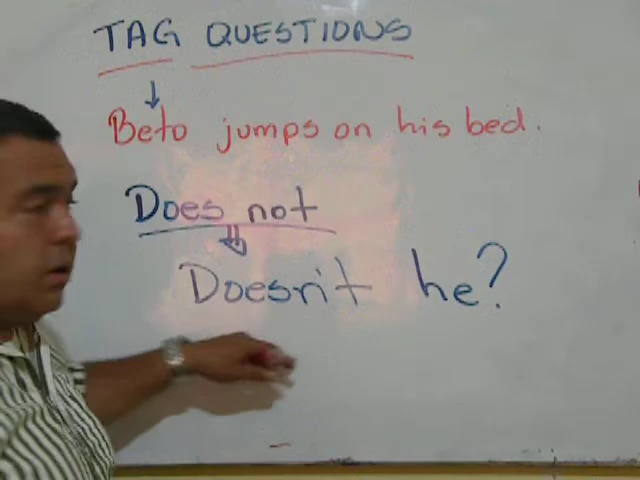 TAG QUESTIONS
Beto jumps on his bed.
Does not
Doesn't he?